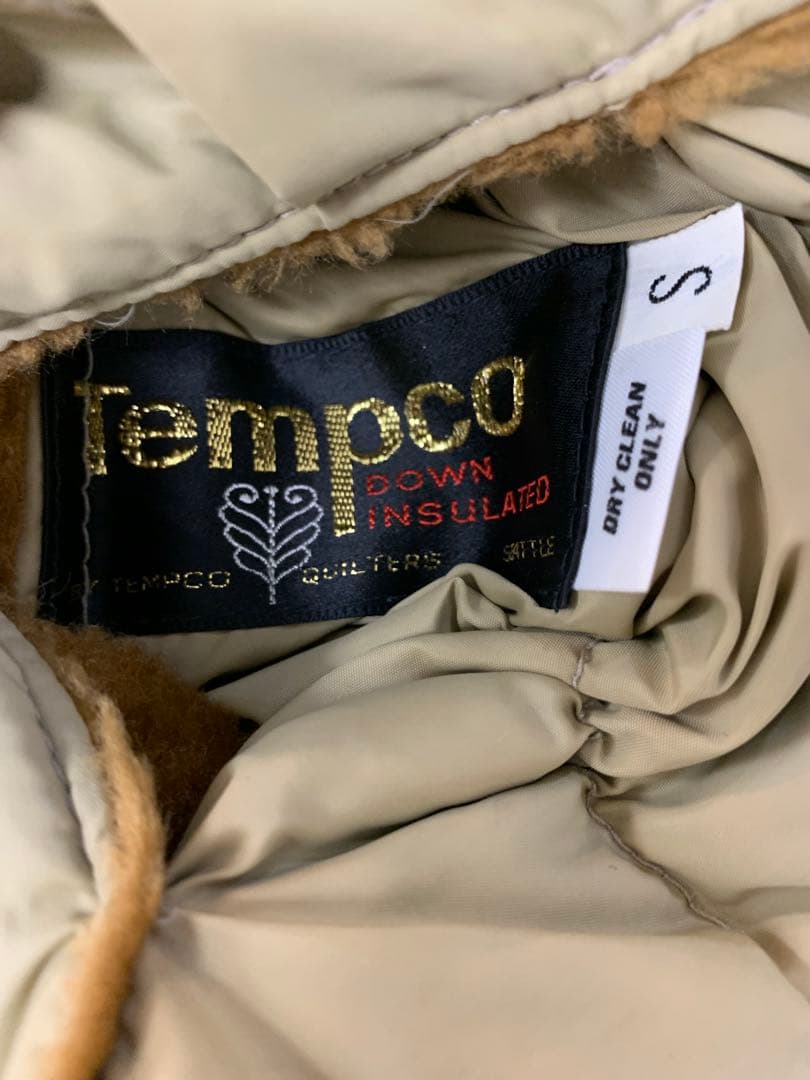 Tempco
DOWN
INSULATED
BY TEMPCO QUILTERS SEATTLE
S
DRY CLEAN
ONLY